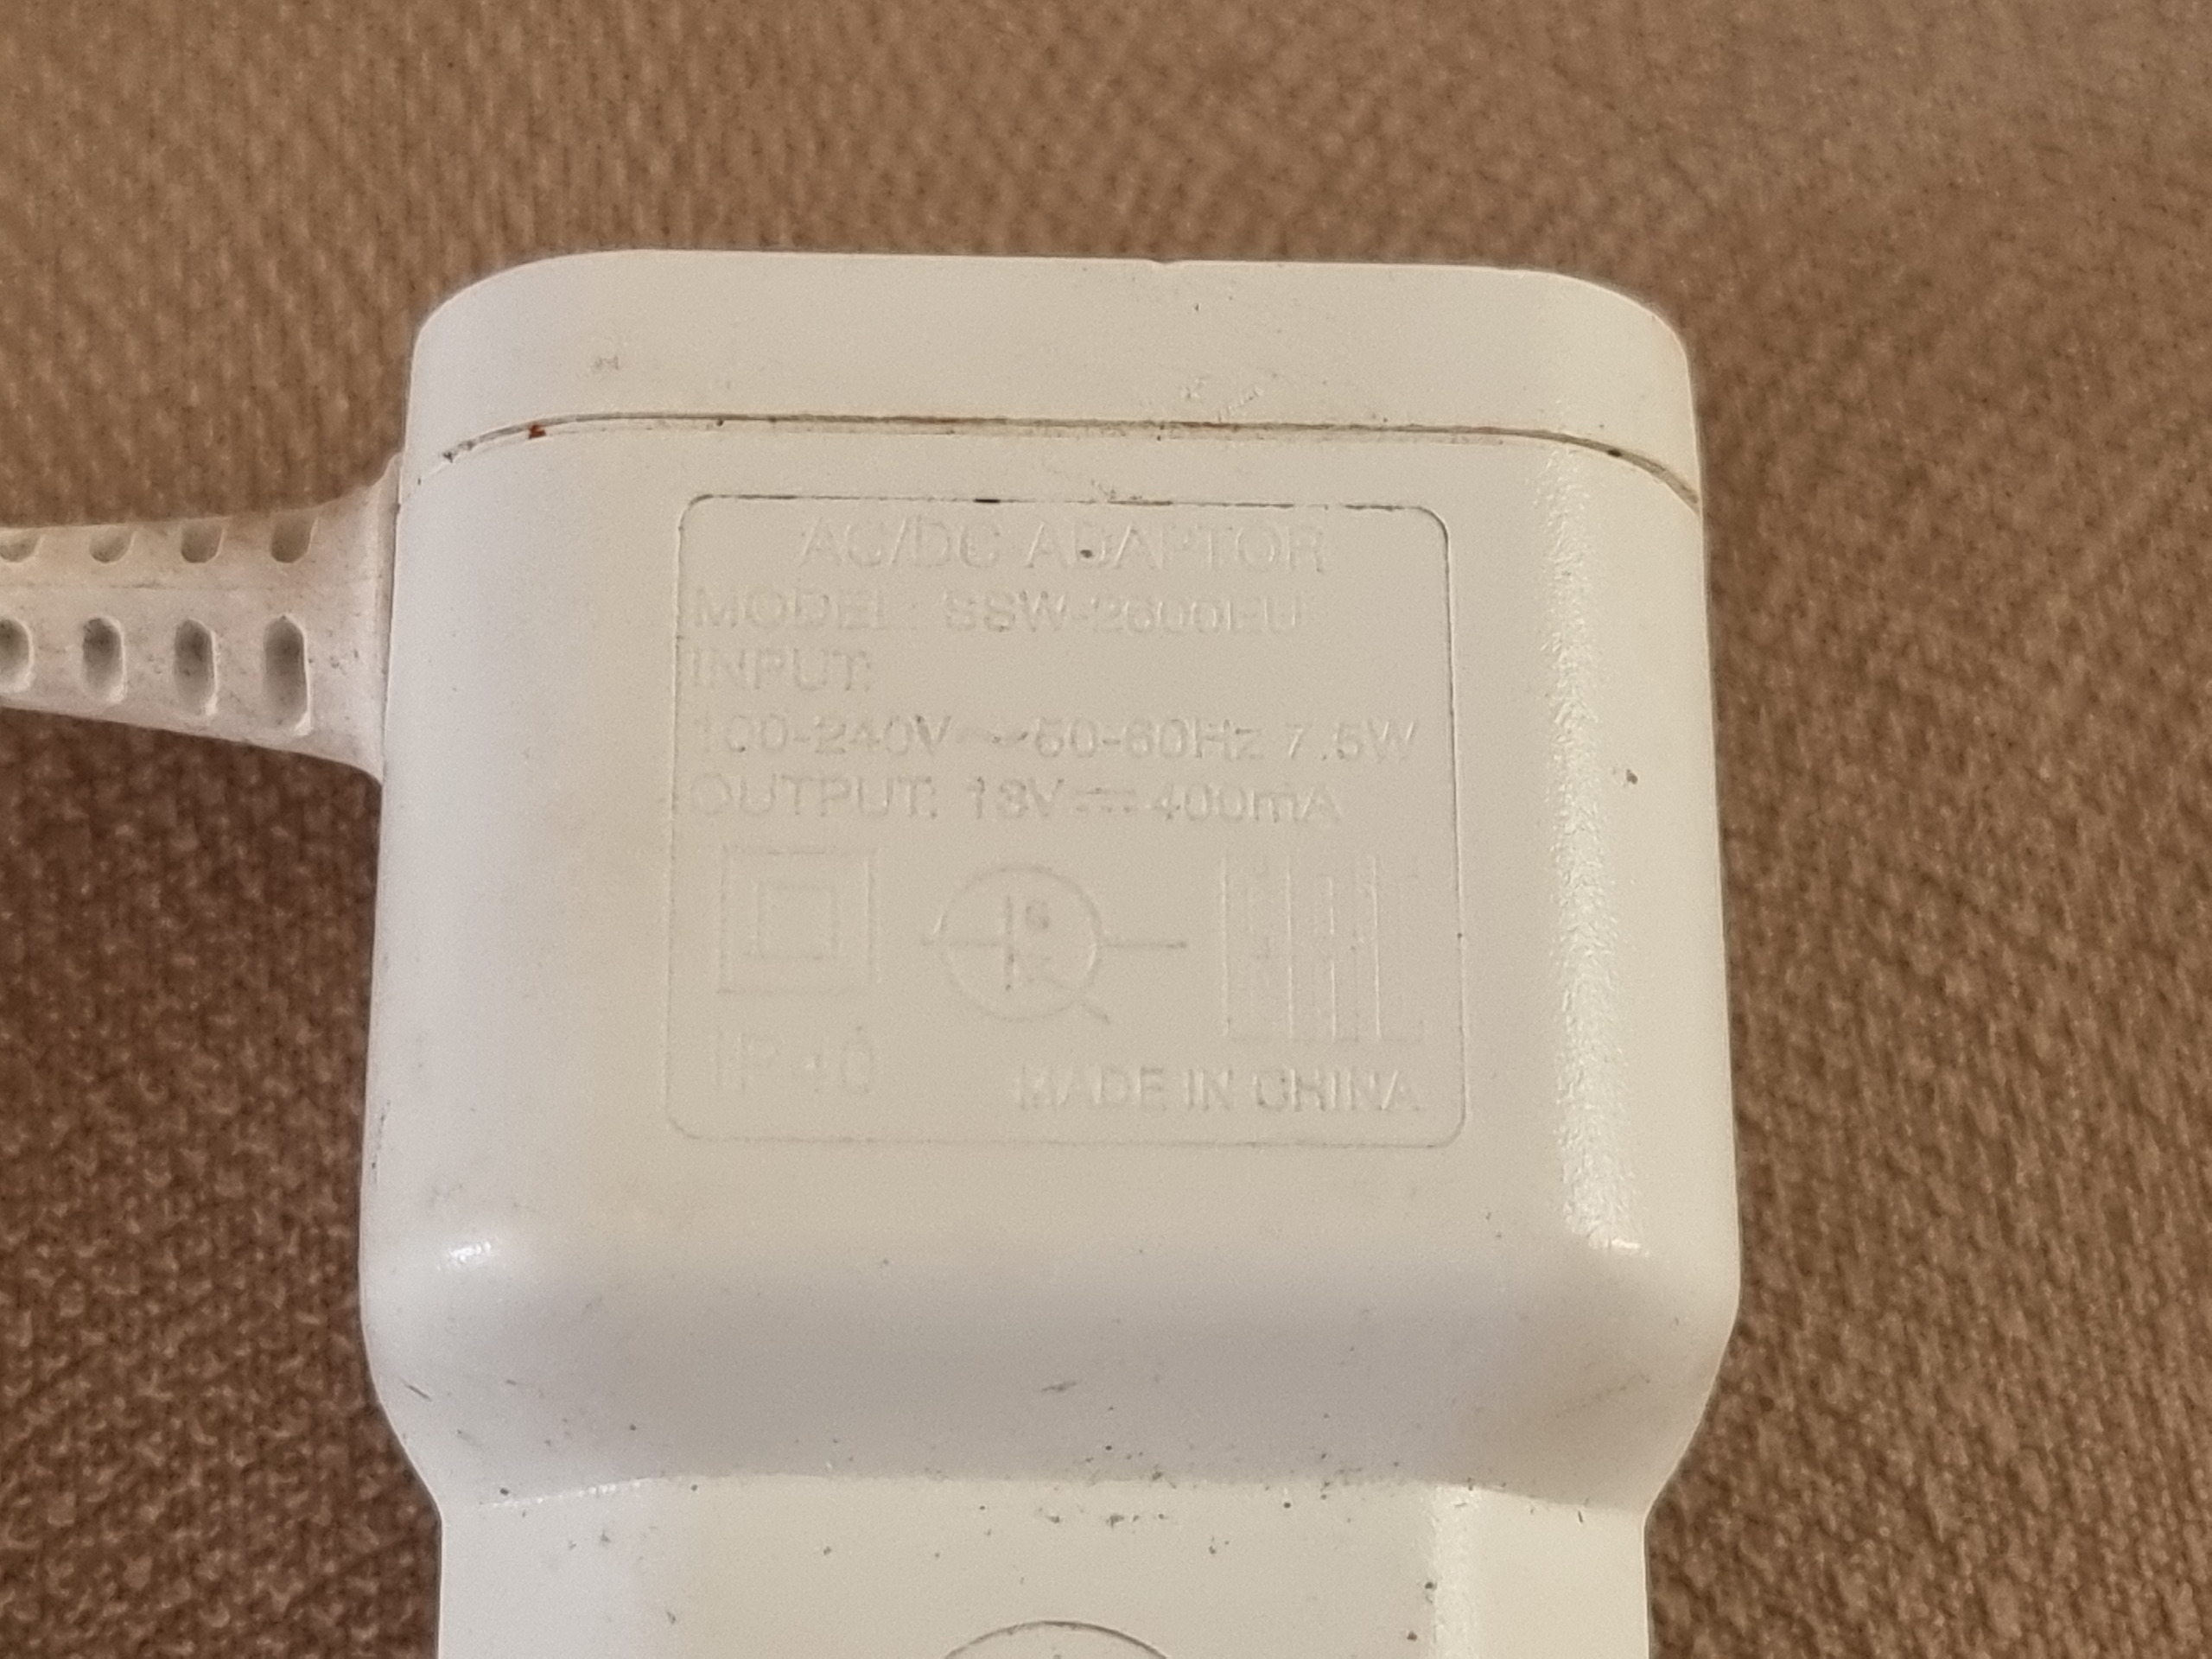 AC/DC ADAPTOR
MODEL: SSW-2600EU
INPUT:
100-240V ~ 50-60Hz 7.5W
OUTPUT: 13V ⎓ 400mA
IP40
MADE IN CHINA